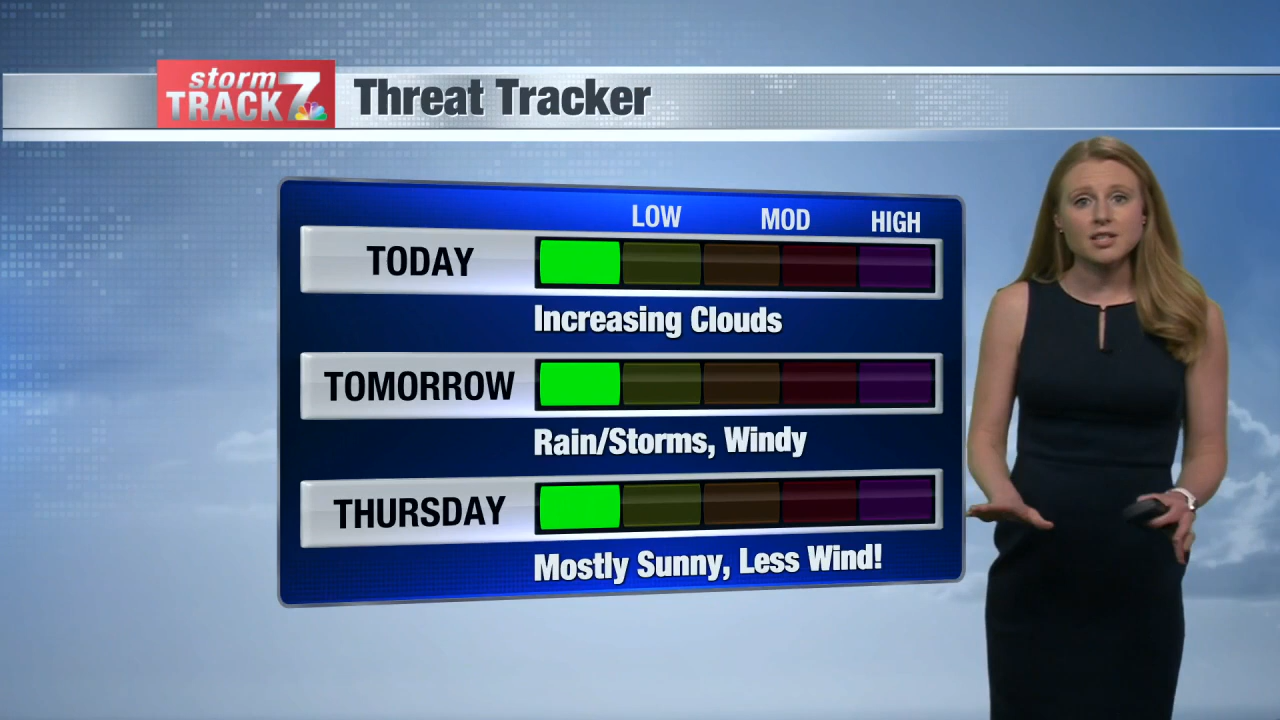 storm
TRACK 7
Threat Tracker
LOW MOD HIGH
TODAY
Increasing Clouds
TOMORROW
Rain/Storms, Windy
THURSDAY
Mostly Sunny, Less Wind!